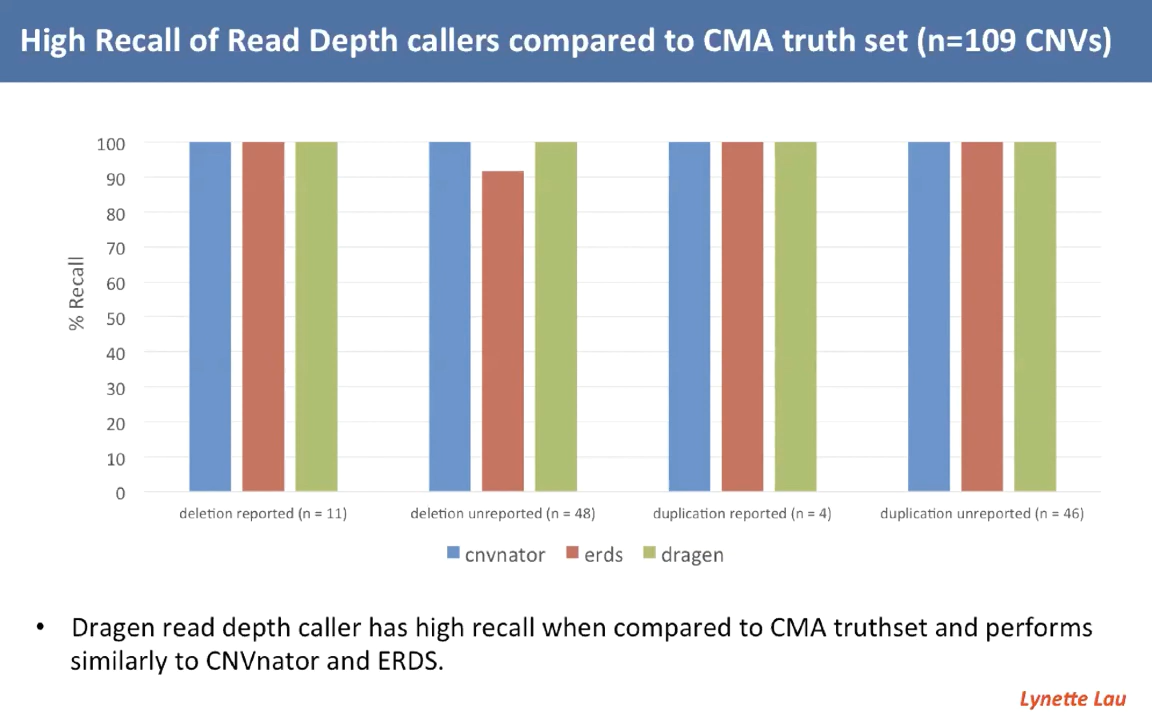 High Recall of Read Depth callers compared to CMA truth set (n=109 CNVs)
100
90
80
70
60
50
40
30
20
10
0
% Recall
deletion reported (n = 11)
deletion unreported (n = 48)
duplication reported (n = 4)
duplication unreported (n = 46)
cnvnator erds dragen
• Dragen read depth caller has high recall when compared to CMA truthset and performs
similarly to CNVnator and ERDS.
Lynette Lau